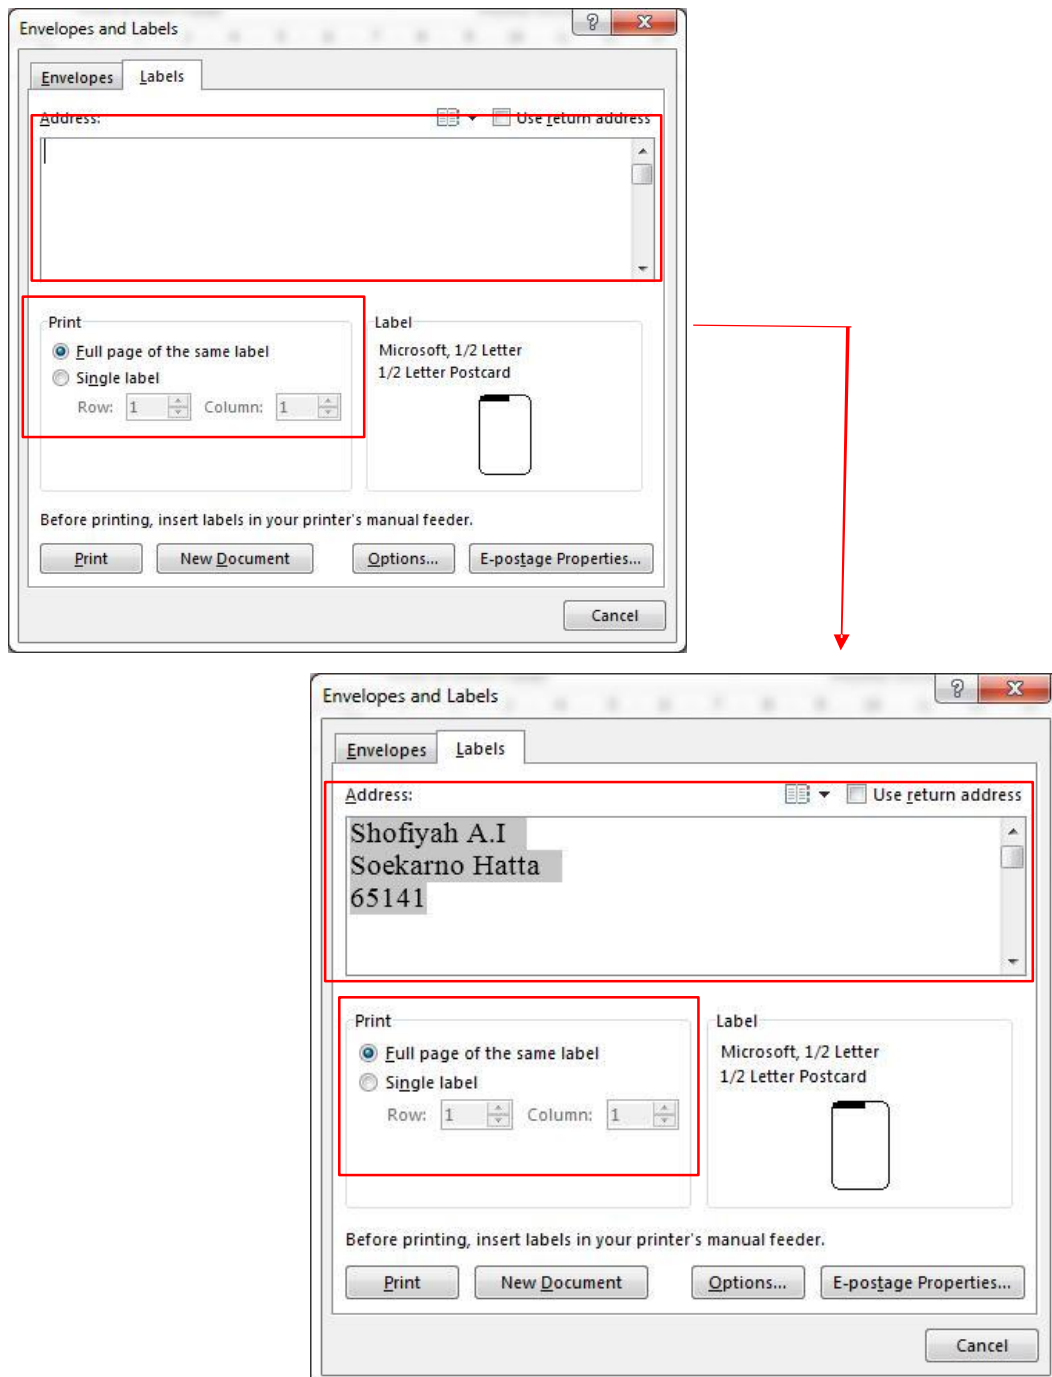 Envelopes and Labels
Envelopes Labels
Address: Use return address
Print
Full page of the same label
Single label
Row: 1 Column: 1
Label
Microsoft, 1/2 Letter
1/2 Letter Postcard
Before printing, insert labels in your printer's manual feeder.
Print New Document Options... E-postage Properties...
Cancel
Envelopes and Labels
Envelopes Labels
Address: Use return address
Shofiyah A.I
Soekarno Hatta
65141
Print
Full page of the same label
Single label
Row: 1 Column: 1
Label
Microsoft, 1/2 Letter
1/2 Letter Postcard
Before printing, insert labels in your printer's manual feeder.
Print New Document Options... E-postage Properties...
Cancel